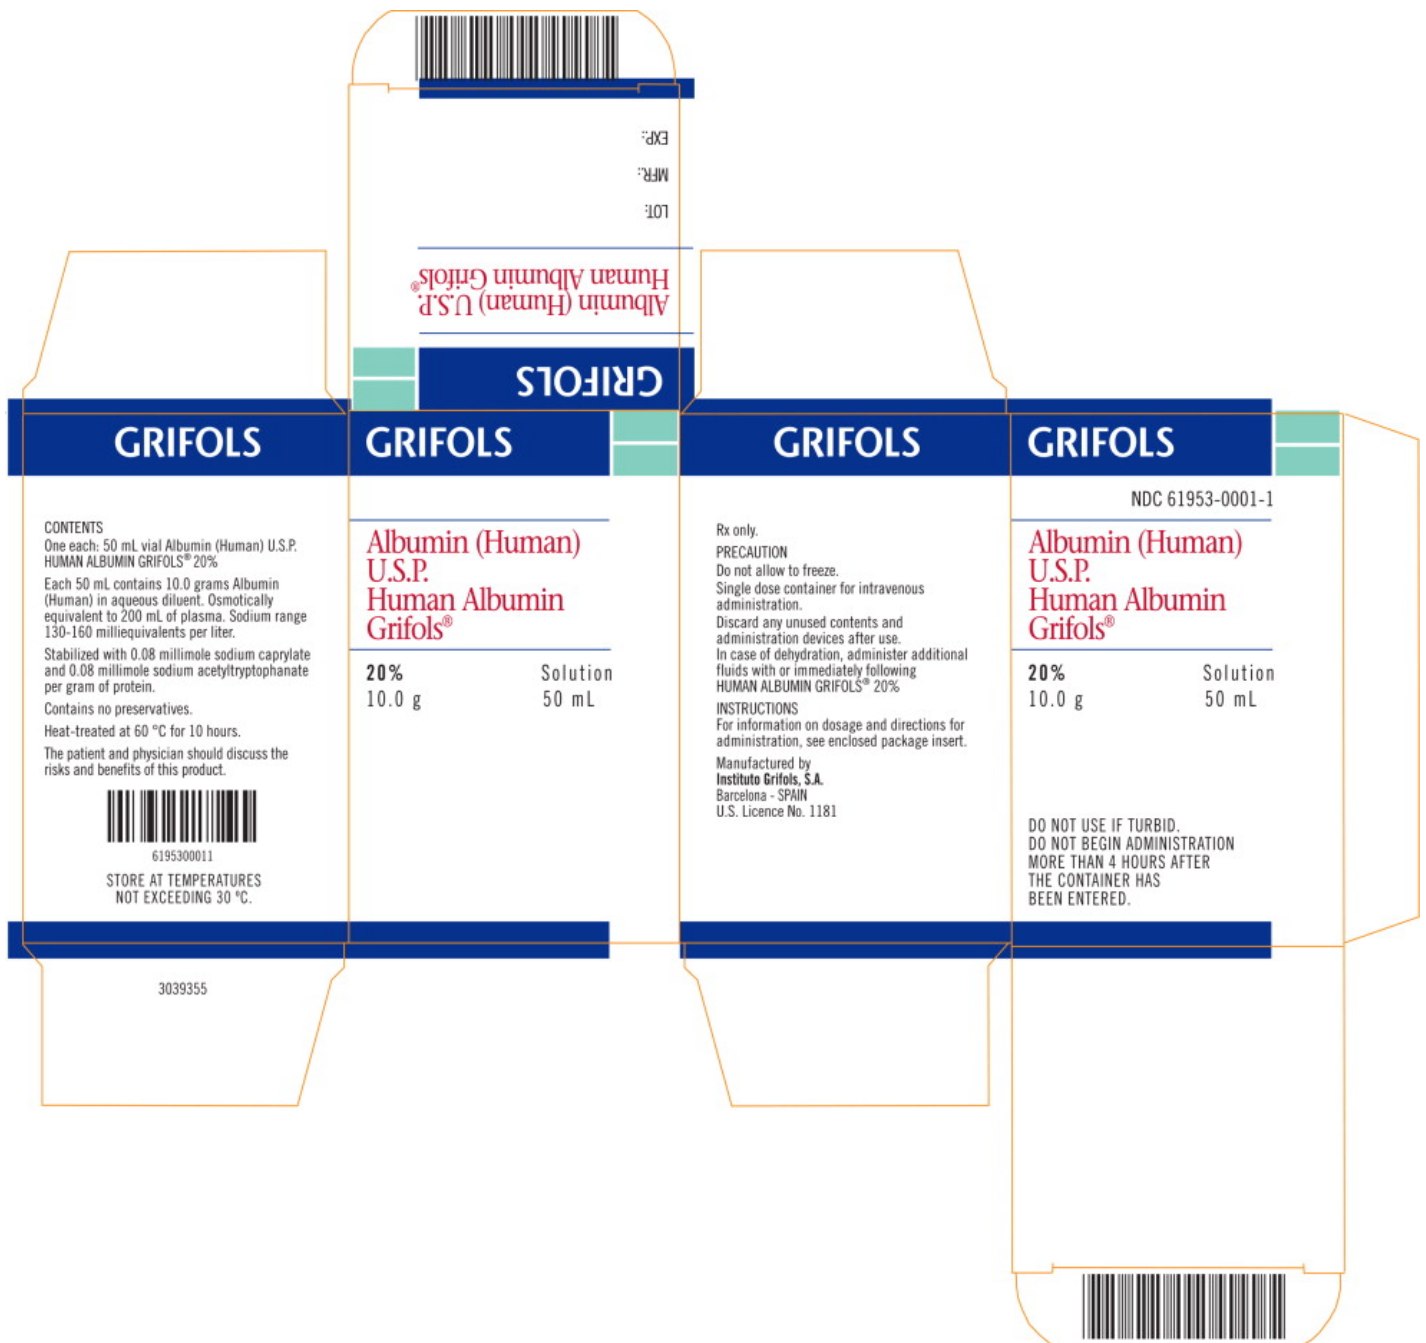 EXP.:
MFR.:
LOT:
Albumin (Human) U.S.P.
Human Albumin Grifols®
GRIFOLS
GRIFOLS
CONTENTS
One each: 50 mL vial Albumin (Human) U.S.P.
HUMAN ALBUMIN GRIFOLS® 20%
Each 50 mL contains 10.0 grams Albumin
(Human) in aqueous diluent. Osmotically
equivalent to 200 mL of plasma. Sodium range
130-160 milliequivalents per liter.
Stabilized with 0.08 millimole sodium caprylate
and 0.08 millimole sodium acetyltryptophanate
per gram of protein.
Contains no preservatives.
Heat-treated at 60 °C for 10 hours.
The patient and physician should discuss the
risks and benefits of this product.
6195300011
STORE AT TEMPERATURES
NOT EXCEEDING 30 ºC.
3039355
GRIFOLS
Albumin (Human)
U.S.P.
Human Albumin
Grifols®
20% Solution
10.0 g 50 mL
GRIFOLS
Rx only.
PRECAUTION
Do not allow to freeze.
Single dose container for intravenous
administration.
Discard any unused contents and
administration devices after use.
In case of dehydration, administer additional
fluids with or immediately following
HUMAN ALBUMIN GRIFOLS® 20%
INSTRUCTIONS
For information on dosage and directions for
administration, see enclosed package insert.
Manufactured by
Instituto Grifols, S.A.
Barcelona - SPAIN
U.S. Licence No. 1181
GRIFOLS
NDC 61953-0001-1
Albumin (Human)
U.S.P.
Human Albumin
Grifols®
20% Solution
10.0 g 50 mL
DO NOT USE IF TURBID.
DO NOT BEGIN ADMINISTRATION
MORE THAN 4 HOURS AFTER
THE CONTAINER HAS
BEEN ENTERED.